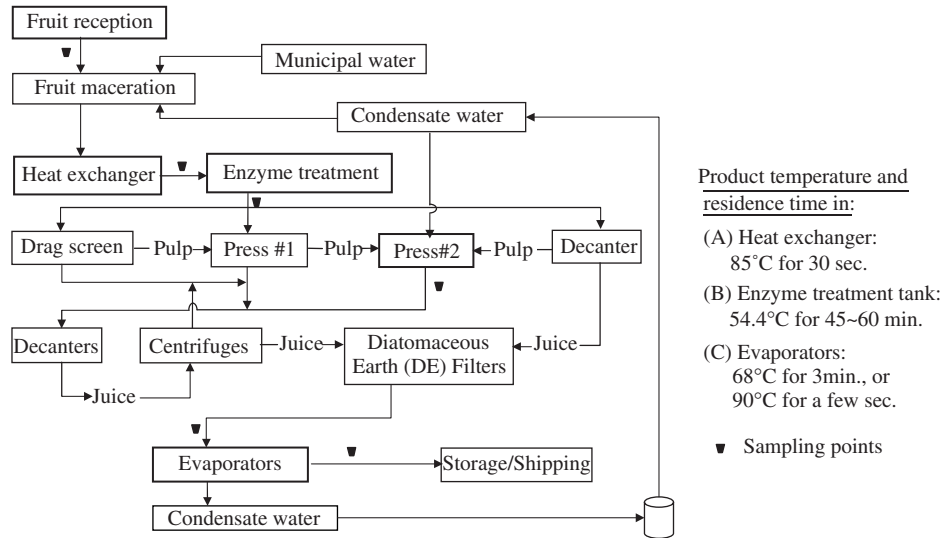 Fruit reception
Municipal water
Fruit maceration
Condensate water
Heat exchanger
Enzyme treatment
Drag screen
Pulp
Press #1
Pulp
Press#2
Pulp
Decanter
Decanters
Centrifuges
Juice
Diatomaceous
Earth (DE) Filters
Juice
Juice
Evaporators
Storage/Shipping
Condensate water
Product temperature and
residence time in:
(A) Heat exchanger:
85˚C for 30 sec.
(B) Enzyme treatment tank:
54.4°C for 45~60 min.
(C) Evaporators:
68°C for 3min., or
90°C for a few sec.
Sampling points